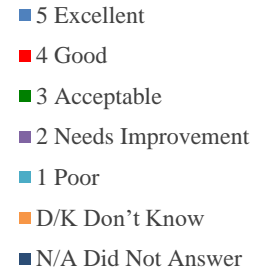 5 Excellent
4 Good
3 Acceptable
2 Needs Improvement
1 Poor
D/K Don't Know
N/A Did Not Answer